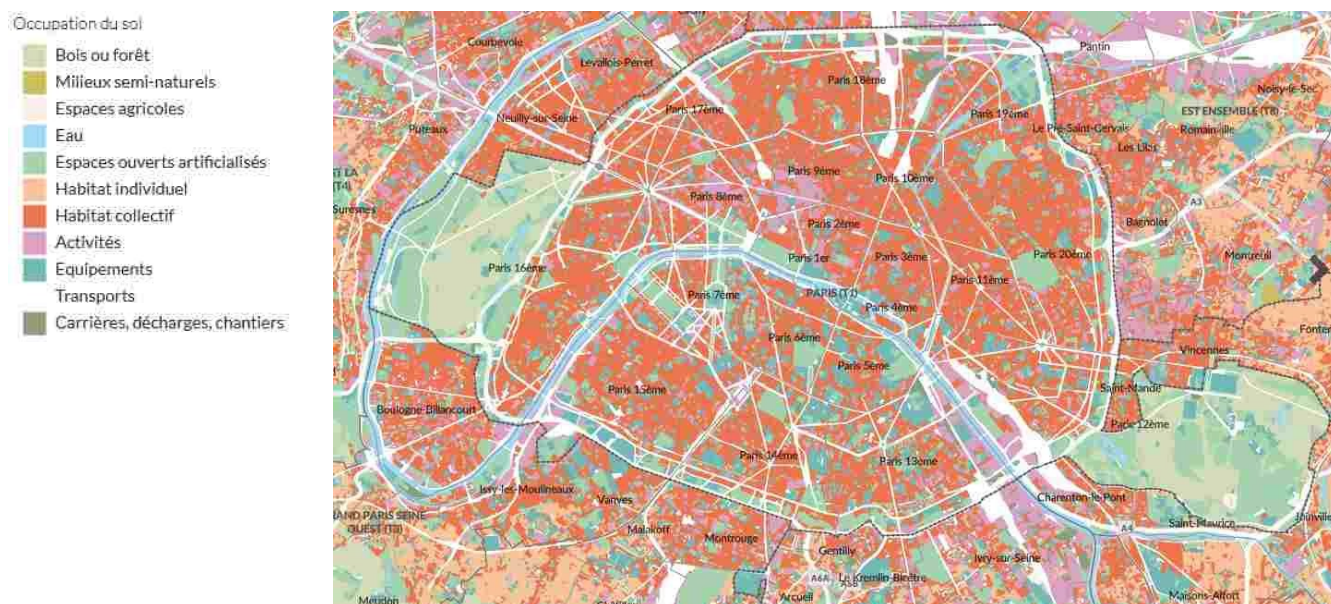 Occupation du sol
Bois ou forêt
Milieux semi-naturels
Espaces agricoles
Eau
Espaces ouverts artificialisés
Habitat individuel
Habitat collectif
Activités
Equipements
Transports
Carrières, décharges, chantiers
Courbevoie
Levallois-Perret
Pantin
Paris 18ème
Noisy-le-Sec
Paris 17ème
Puteaux
Neuilly-sur-Seine
Paris 19ème
EST ENSEMBLE (T8)
Le Pré-Saint-Gervais
Romainville
Les Lilas
(T4)
Suresnes
Paris 8ème
Paris 9ème
Paris 10ème
A3
Bagnolet
Paris 2ème
Paris 16ème
Paris 1er
Paris 3ème
Paris 20ème
Montreuil
Paris 11ème
Paris 7ème
PARIS (T1)
Paris 4ème
Paris 6ème
Paris 5ème
Vincennes
Paris 15ème
Saint-Mandé
Boulogne-Billancourt
Paris 12ème
Paris 14ème
Paris 13ème
Issy-les-Moulineaux
Vanves
Charenton-le-Pont
Malakoff
Saint-Maurice
A4
Montrouge
Gentilly
Ivry-sur-Seine
A6A
Le Kremlin-Bicêtre
Arcueil
Maisons-Alfort
Meudon